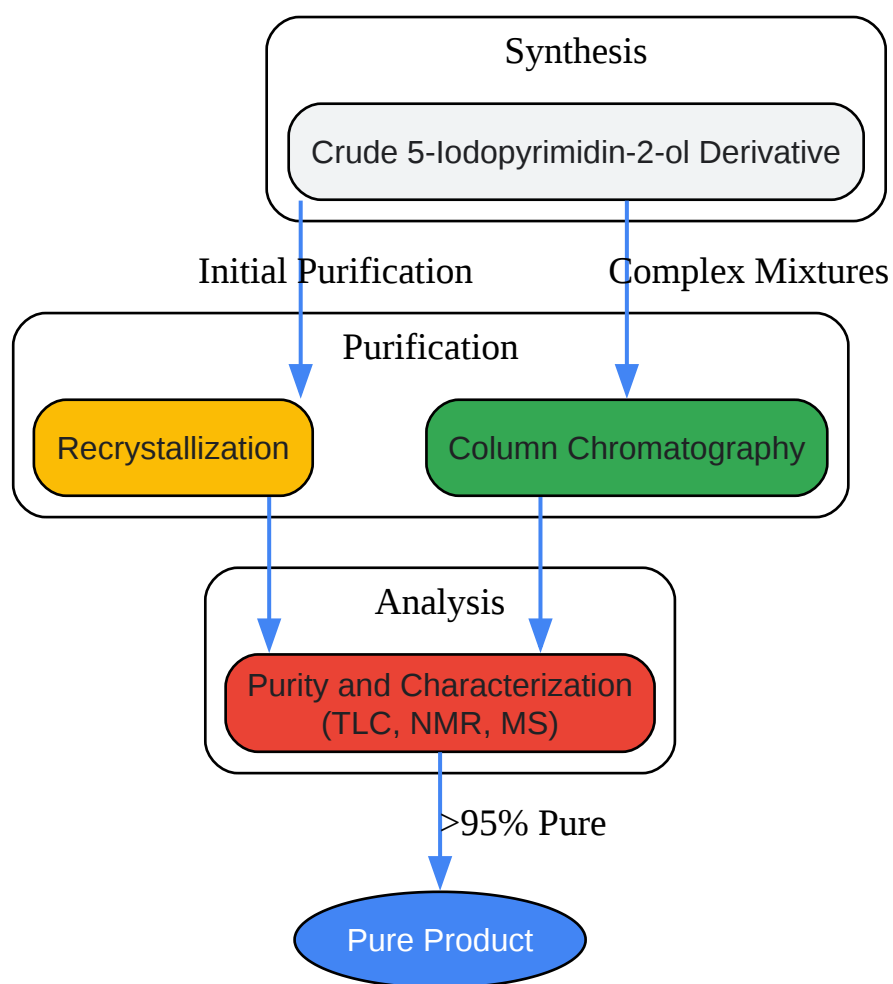 Synthesis
Crude 5-Iodopyrimidin-2-ol Derivative
Initial Purification
Complex Mixtures
Purification
Recrystallization
Column Chromatography
Analysis
Purity and Characterization
(TLC, NMR, MS)
>95% Pure
Pure Product